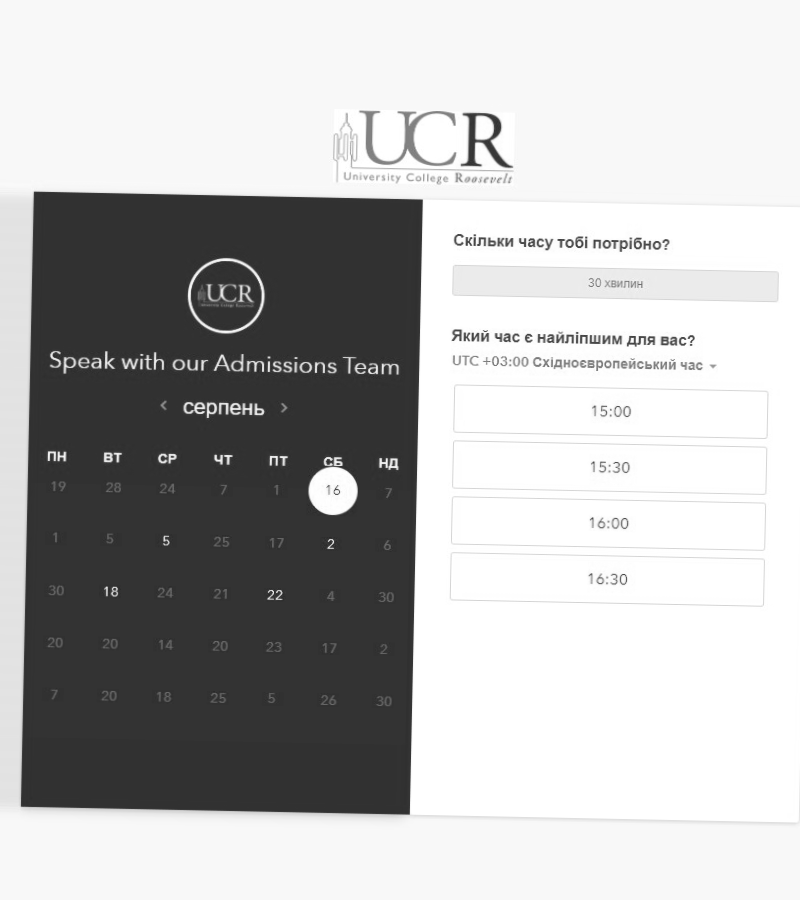 UCR
University College Roosevelt
UCR
University College Roosevelt
Speak with our Admissions Team
< серпень >
ПН ВТ СР ЧТ ПТ СБ НД
19 28 24 7 1 16 7
1 5 5 25 17 2 6
30 18 24 21 22 4 30
20 20 14 20 23 17 2
7 20 18 25 5 26 30
Скільки часу тобі потрібно?
30 хвилин
Який час є найліпшим для вас?
UTC +03:00 Східноєвропейський час
15:00
15:30
16:00
16:30